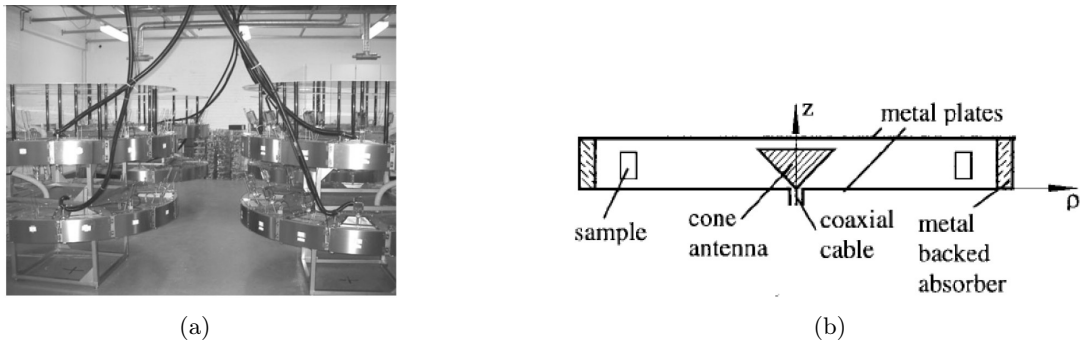 z
metal plates
ρ
sample
cone
antenna
coaxial
cable
metal
backed
absorber
(a)
(b)